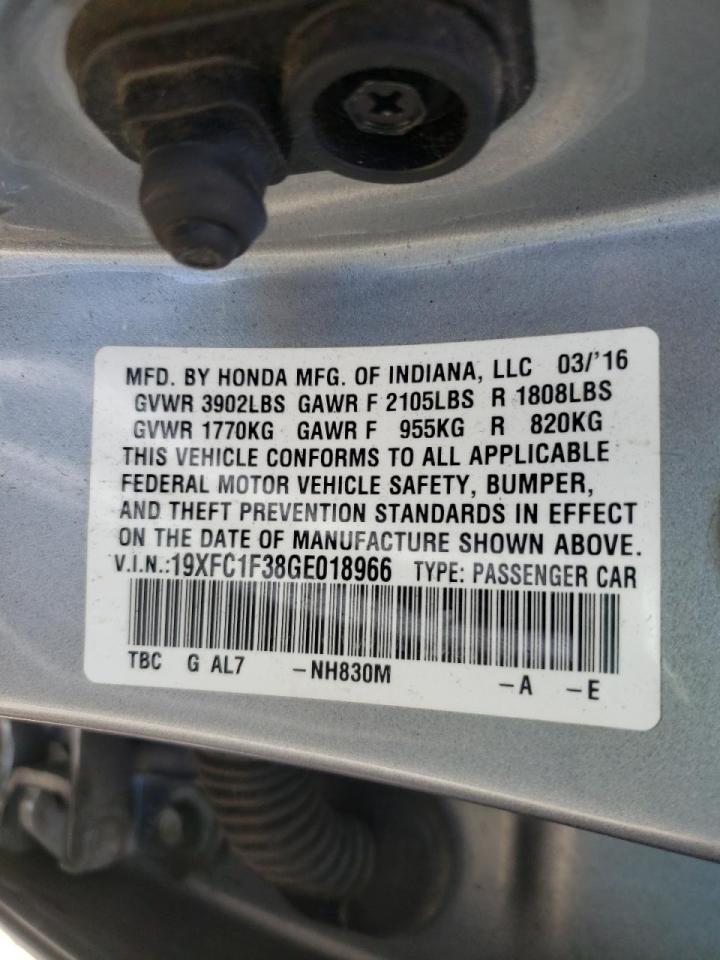 MFD. BY HONDA MFG. OF INDIANA, LLC 03/'16
GVWR 3902LBS GAWR F 2105LBS R 1808LBS
GVWR 1770KG GAWR F 955KG R 820KG
THIS VEHICLE CONFORMS TO ALL APPLICABLE
FEDERAL MOTOR VEHICLE SAFETY, BUMPER,
AND THEFT PREVENTION STANDARDS IN EFFECT
ON THE DATE OF MANUFACTURE SHOWN ABOVE.
V.I.N.:19XFC1F38GE018966 TYPE: PASSENGER CAR
TBC G AL7 -NH830M -A -E